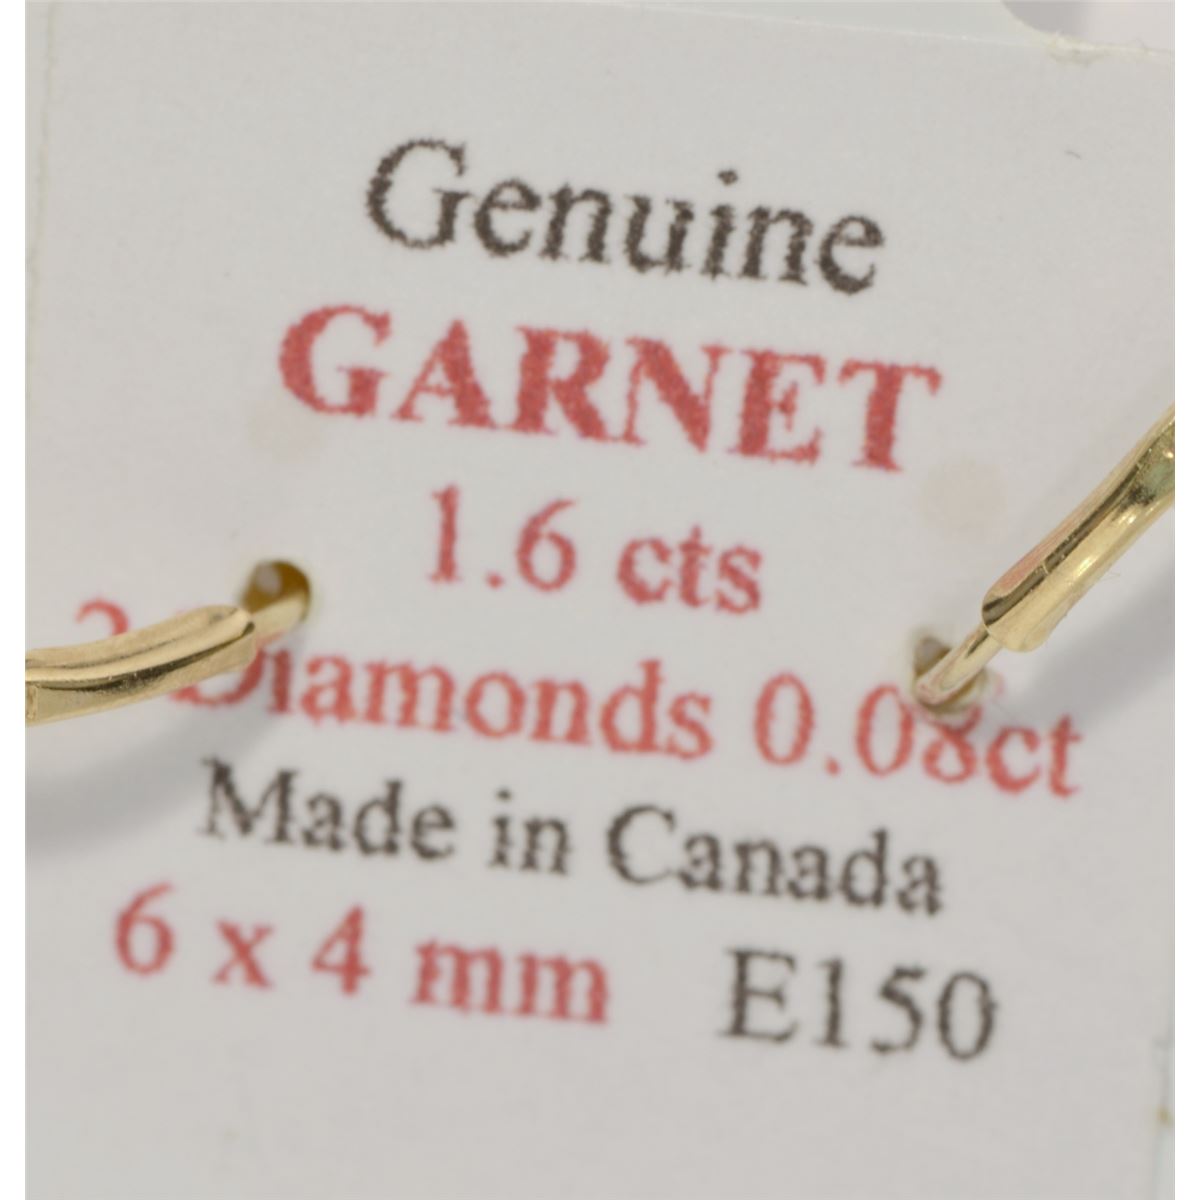 Genuine
GARNET
1.6 cts
Diamonds 0.08ct
Made in Canada
6 x 4 mm E150